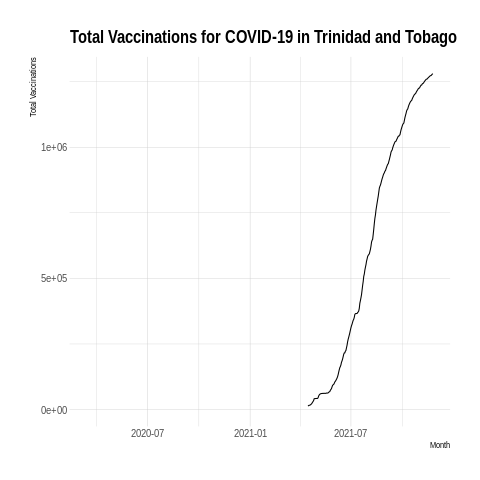 Total Vaccinations for COVID-19 in Trinidad and Tobago
Total Vaccinations
1e+06
5e+05
0e+00
2020-07 2021-01 2021-07
Month